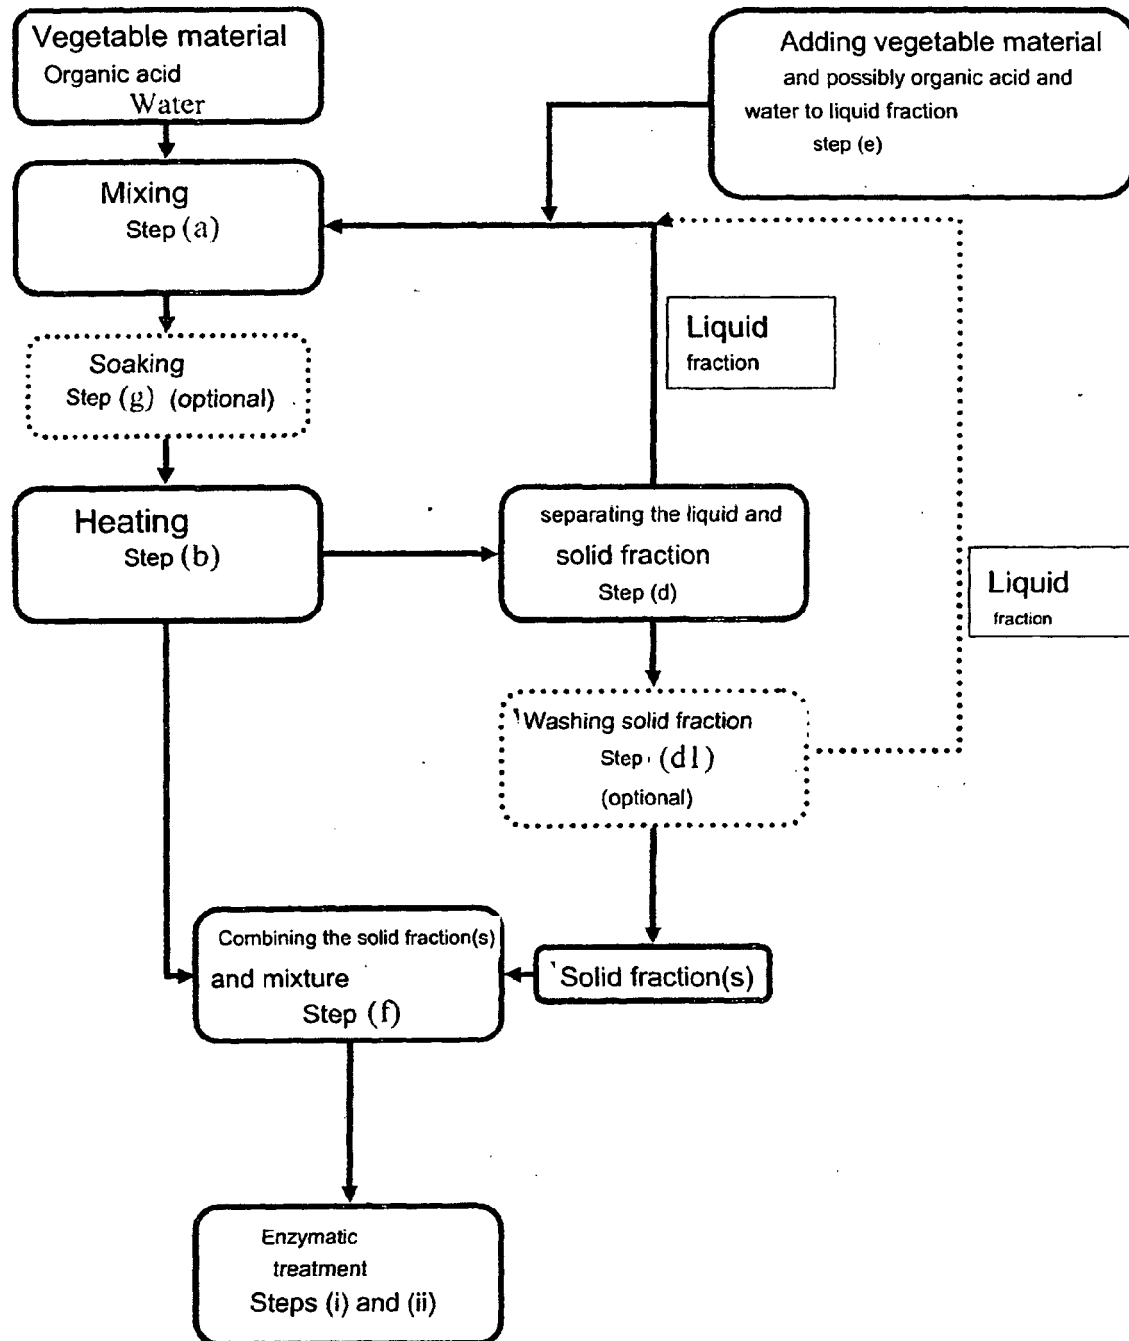 Vegetable material
Organic acid
Water
Adding vegetable material
and possibly organic acid and
water to liquid fraction
step (e)
Mixing
Step (a)
Liquid
fraction
Soaking
Step (g) (optional)
Heating
Step (b)
separating the liquid and
solid fraction
Step (d)
Liquid
fraction
Washing solid fraction
Step (d1)
(optional)
Combining the solid fraction(s)
and mixture
Step (f)
Solid fraction(s)
Enzymatic
treatment
Steps (i) and (ii)